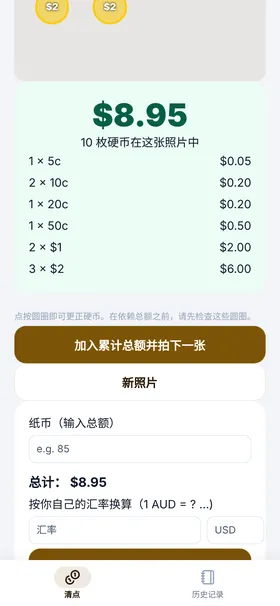 $2 $2
$8.95
10 枚硬币在这张照片中
1 × 5c $0.05
2 × 10c $0.20
1 × 20c $0.20
1 × 50c $0.50
2 × $1 $2.00
3 × $2 $6.00
点按圆圈即可更正硬币。在依赖总额之前，请先检查这些圆圈。
加入累计总额并拍下一张
新照片
纸币（输入总额）
e.g. 85
总计： $8.95
按你自己的汇率换算（1 AUD = ? ...）
汇率 USD
清点 历史记录